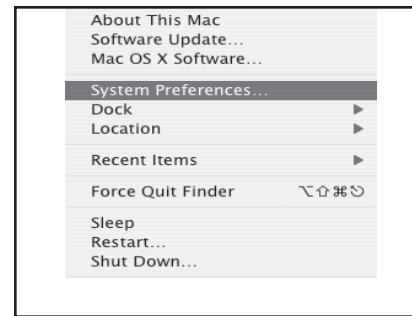 About This Mac
Software Update...
Mac OS X Software...
System Preferences...
Dock ▶
Location ▶
Recent Items ▶
Force Quit Finder ⌥⇧⌘⎋
Sleep
Restart...
Shut Down...